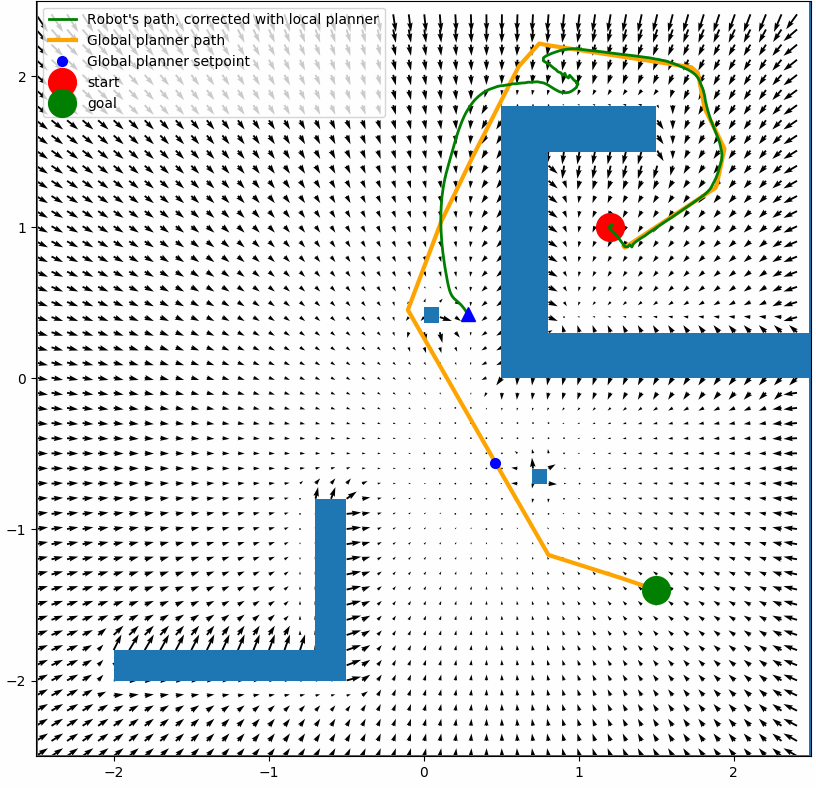 Robot's path, corrected with local planner
Global planner path
Global planner setpoint
start
goal
2
1
0
−1
−2
−2
−1
0
1
2